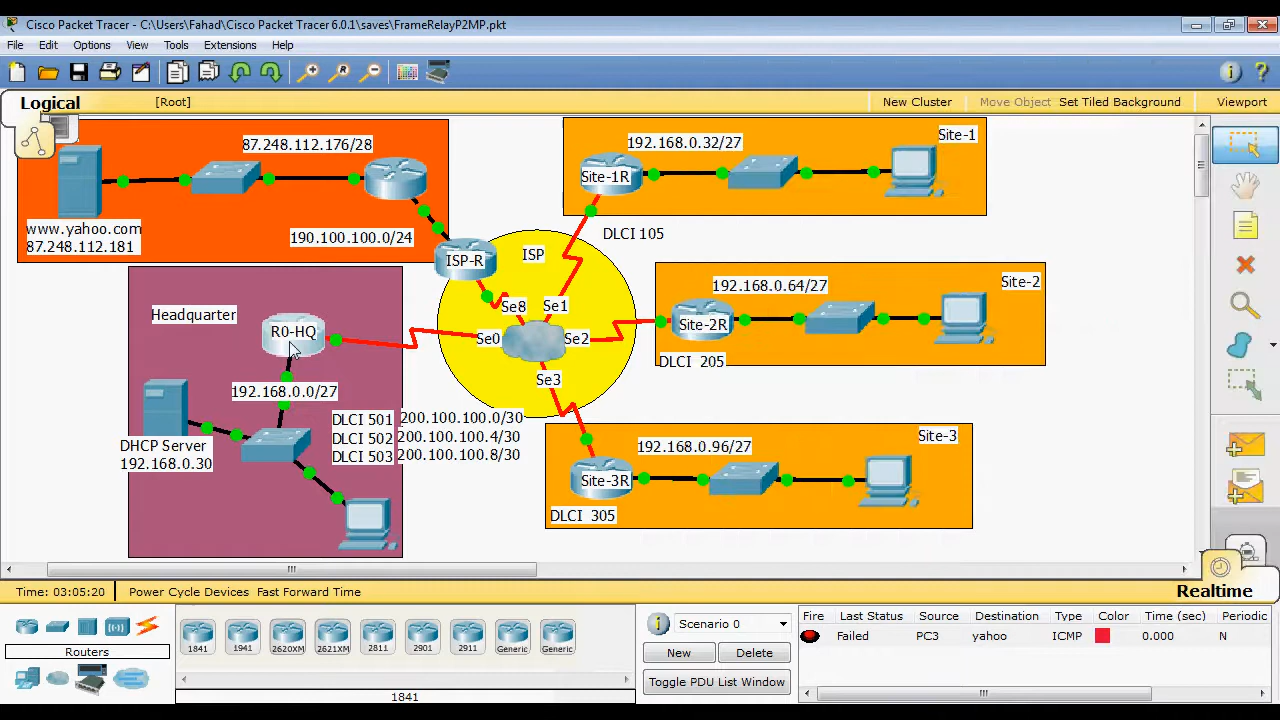 Cisco Packet Tracer - C:\Users\Fahad\Cisco Packet Tracer 6.0.1\saves\FrameRelayP2MP.pkt
File Edit Options View Tools Extensions Help
Logical [Root] New Cluster Move Object Set Tiled Background Viewport
87.248.112.176/28
www.yahoo.com
87.248.112.181
190.100.100.0/24
192.168.0.32/27
Site-1
Site-1R
DLCI 105
ISP-R
ISP
Se8
Se1
Se0
Se2
Se3
192.168.0.64/27
Site-2
Site-2R
DLCI 205
Headquarter
R0-HQ
192.168.0.0/27
DLCI 501 200.100.100.0/30
DLCI 502 200.100.100.4/30
DLCI 503 200.100.100.8/30
DHCP Server
192.168.0.30
192.168.0.96/27
Site-3
Site-3R
DLCI 305
Time: 03:05:20 Power Cycle Devices Fast Forward Time Realtime
Routers
1841 1941 2620XM 2621XM 2811 2901 2911 Generic Generic
1841
Scenario 0
New Delete
Toggle PDU List Window
Fire Last Status Source Destination Type Color Time (sec) Periodic
Failed PC3 yahoo ICMP 0.000 N